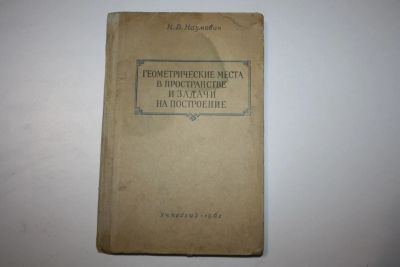 Н.В.Наумович
ГЕОМЕТРИЧЕСКИЕ МЕСТА
В ПРОСТРАНСТВЕ
И ЗАДАЧИ
НА ПОСТРОЕНИЕ
Учпедгиз - 1962